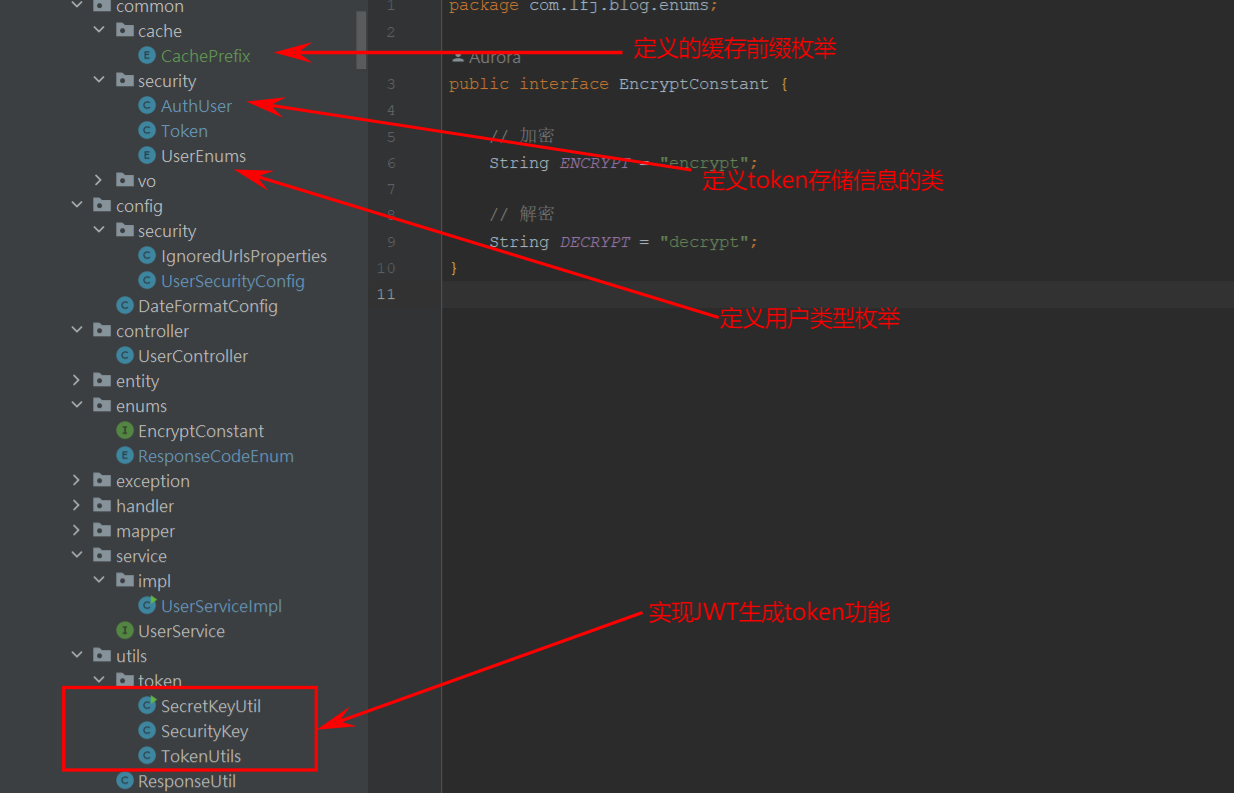 common
cache
CachePrefix
security
AuthUser
Token
UserEnums
vo
config
security
IgnoredUrlsProperties
UserSecurityConfig
DateFormatConfig
controller
UserController
entity
enums
EncryptConstant
ResponseCodeEnum
exception
handler
mapper
service
impl
UserServiceImpl
UserService
utils
token
SecretKeyUtil
SecurityKey
TokenUtils
ResponseUtil
1 package com.lfj.blog.enums;
2
Aurora
3 public interface EncryptConstant {
4
5 // 加密
6 String ENCRYPT = "encrypt";
7
8 // 解密
9 String DECRYPT = "decrypt";
10 }
11
定义的缓存前缀枚举
定义token存储信息的类
定义用户类型枚举
实现JWT生成token功能